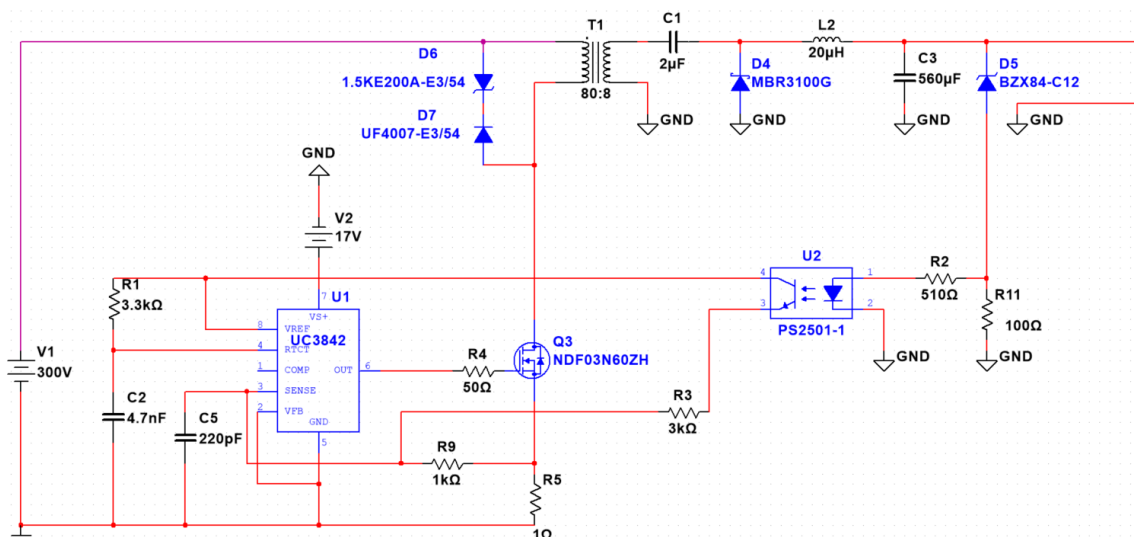 T1
80:8
C1
2µF
L2
20µH
D6
1.5KE200A-E3/54
D7
UF4007-E3/54
D4
MBR3100G
GND
GND
C3
560µF
GND
D5
BZX84-C12
GND
GND
V2
17V
R1
3.3kΩ
U1
UC3842
7
VS+
8
VREF
4
RTCT
1
COMP
OUT
6
3
SENSE
2
VFB
GND
5
V1
300V
C2
4.7nF
C5
220pF
R4
50Ω
Q3
NDF03N60ZH
R9
1kΩ
R5
1Ω
R3
3kΩ
U2
4
3
1
2
PS2501-1
R2
510Ω
R11
100Ω
GND
GND